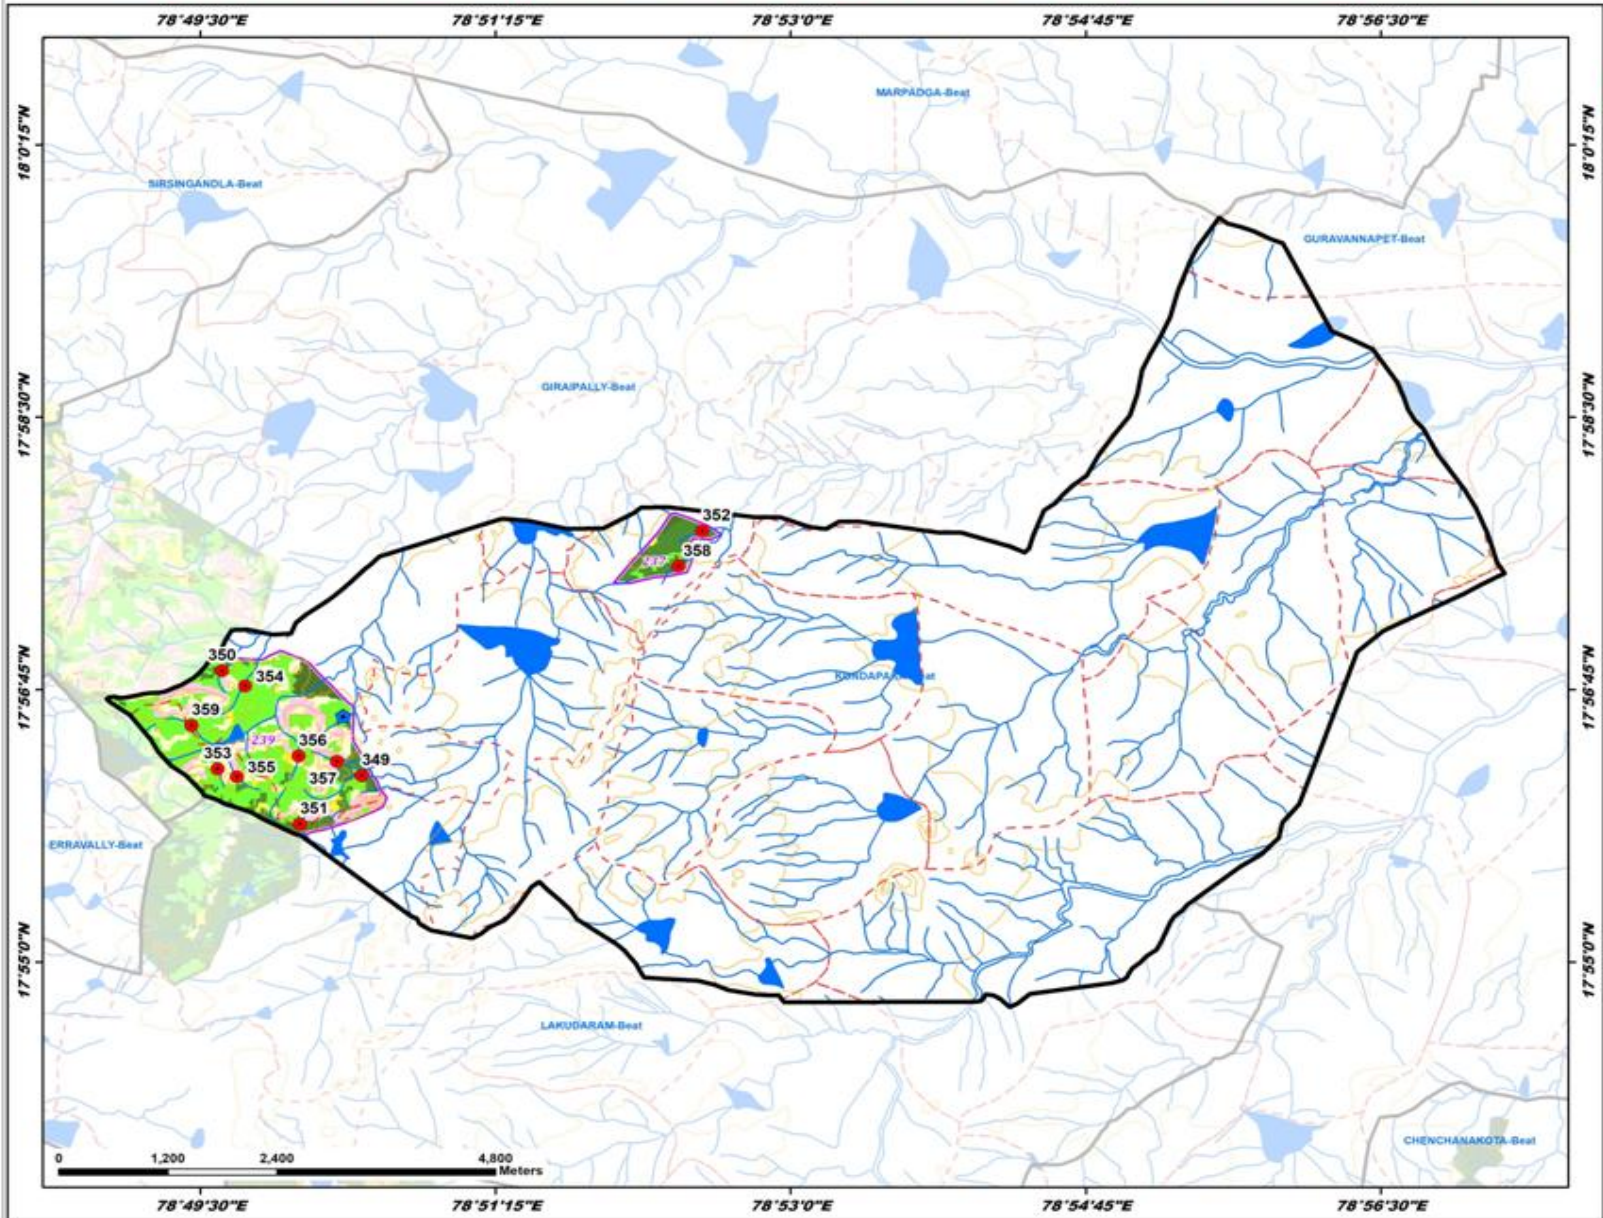 78°49'30"E 78°51'15"E 78°53'0"E 78°54'45"E 78°56'30"E
MARPADGA-Beat
18°0'15"N 18°0'15"N
SIRSINGANDLA-Beat
GURAVANNAPET-Beat
GIRAIPALLY-Beat
17°58'30"N 17°58'30"N
352
358
237
350
354
17°56'45"N 17°56'45"N
359
239
356
353
355
357
349
351
ERRAVALLY-Beat
17°55'0"N 17°55'0"N
LAKUDARAM-Beat
CHENCHANAKOTA-Beat
0 1,200 2,400 4,800
Meters
78°49'30"E 78°51'15"E 78°53'0"E 78°54'45"E 78°56'30"E